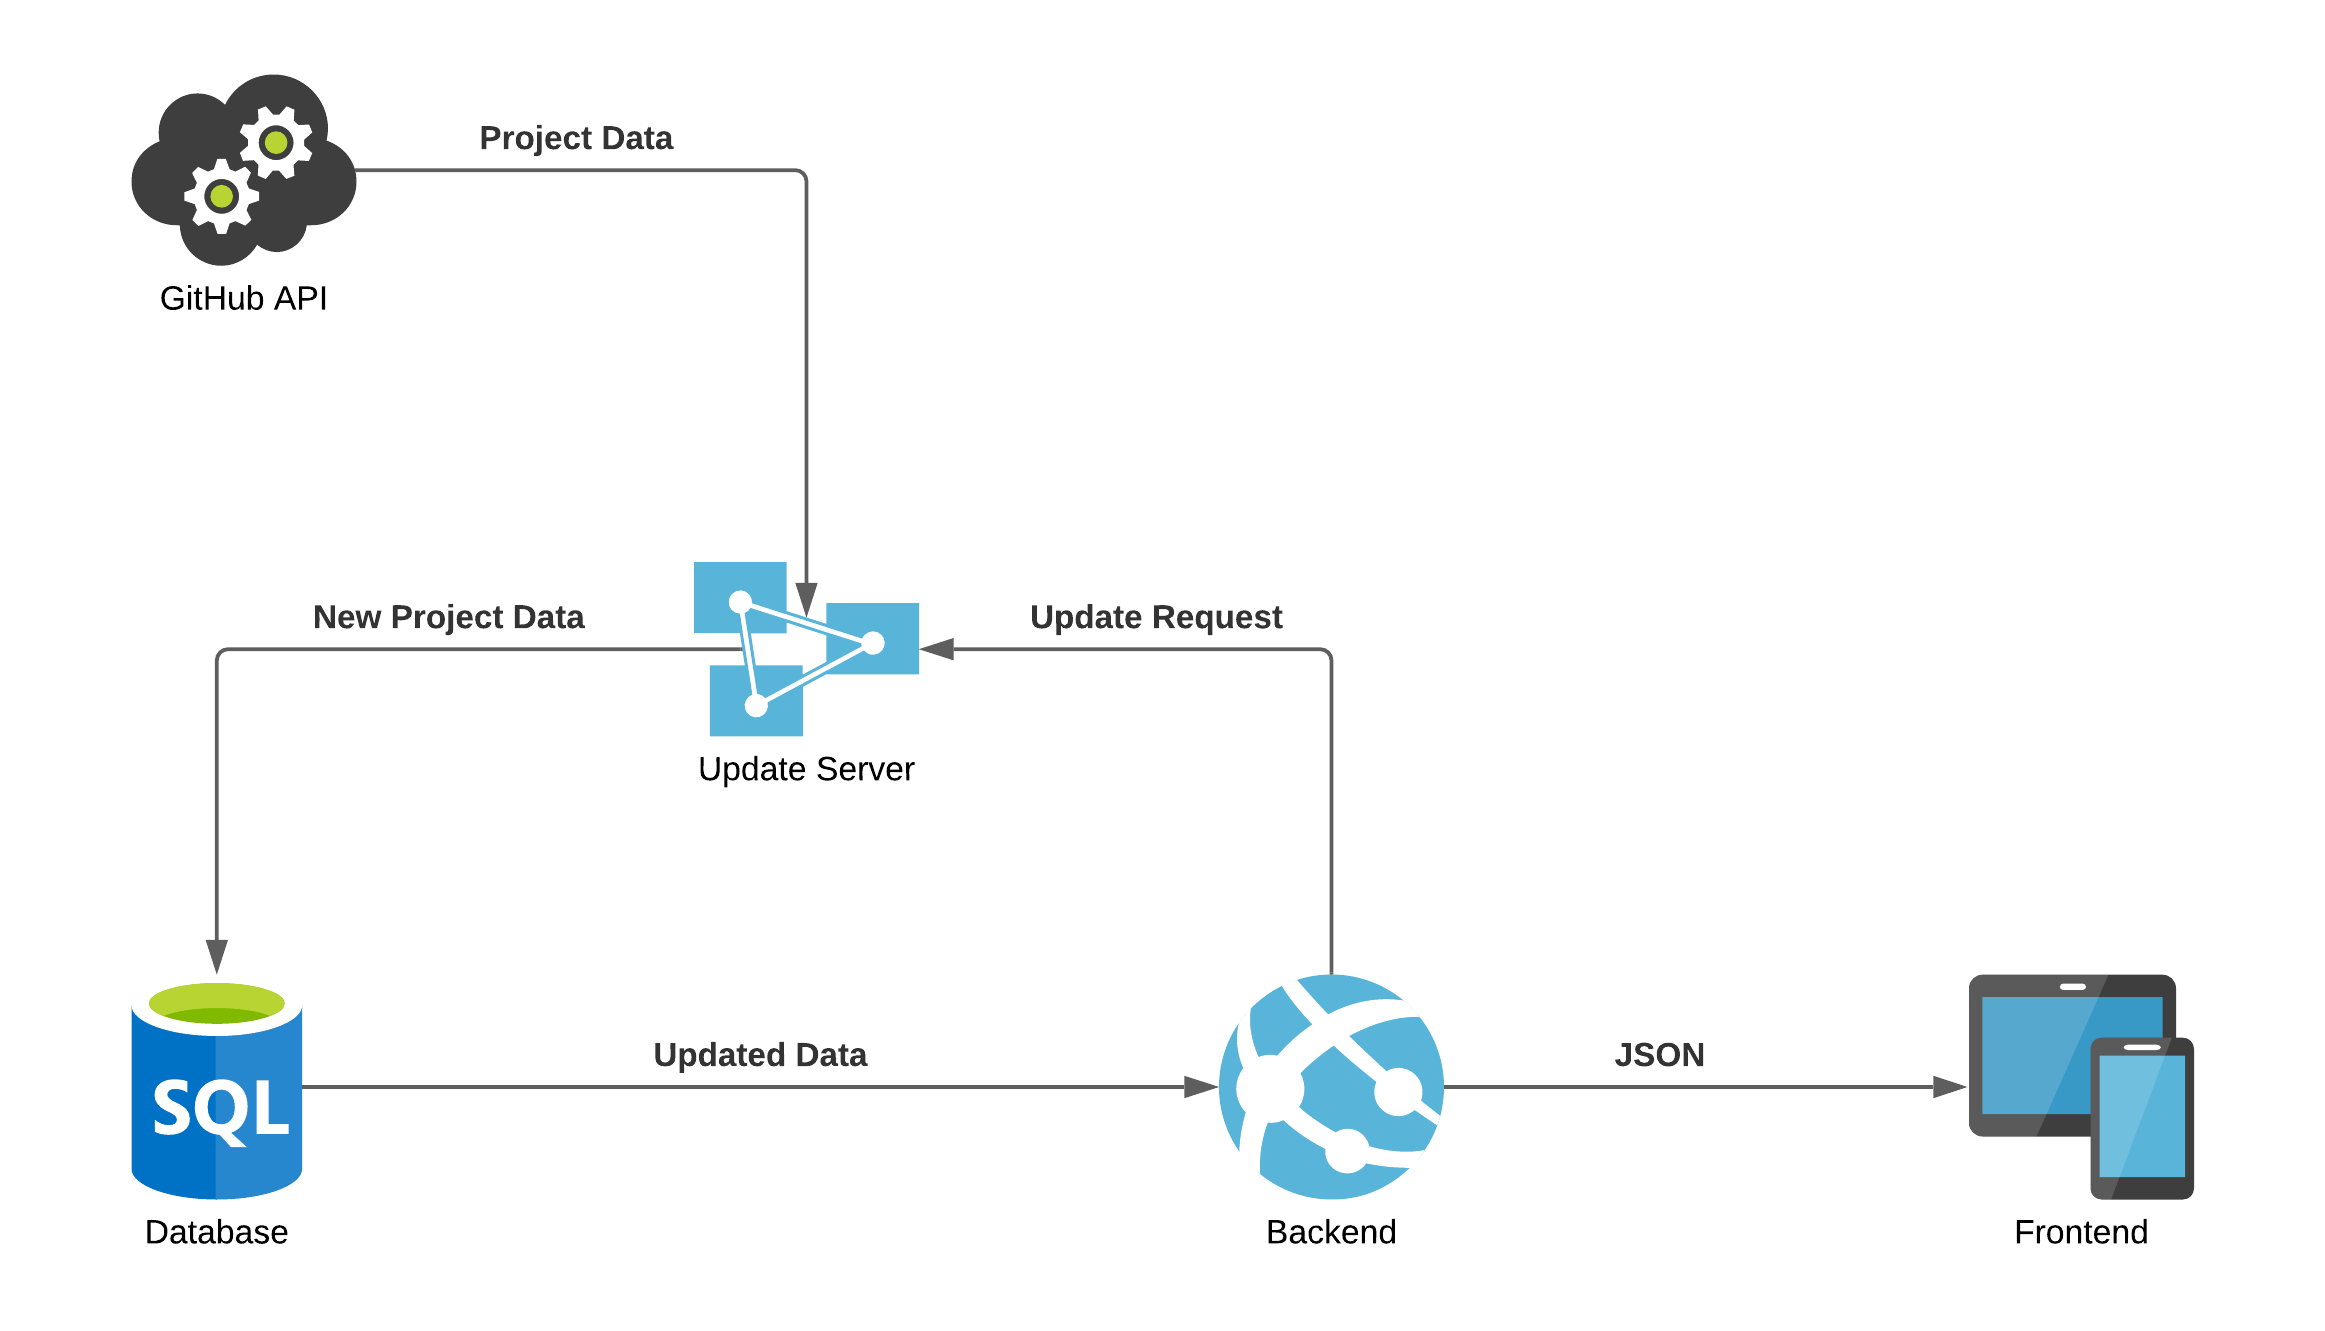 Project Data
GitHub API
New Project Data
Update Request
Update Server
Updated Data
JSON
SQL
Database
Backend
Frontend